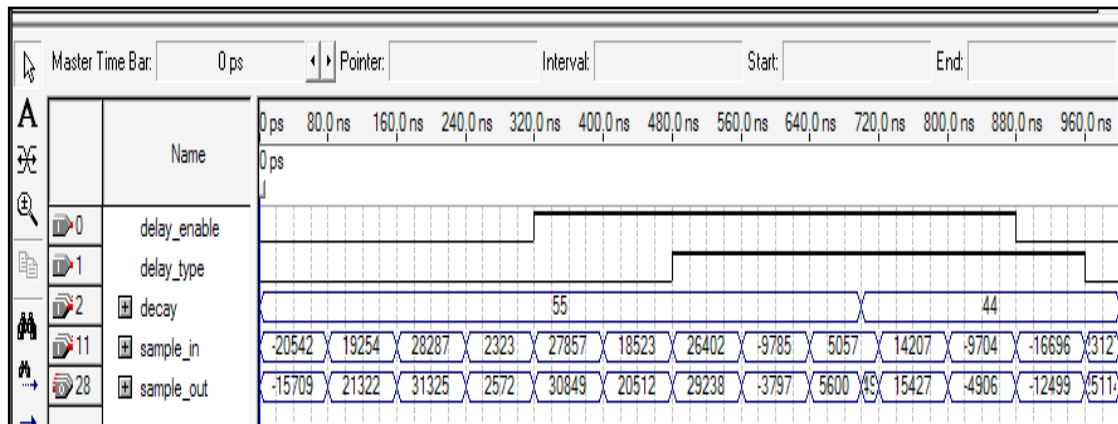 Master Time Bar: 0 ps Pointer: Interval: Start: End:
A
Name
0 ps 80.0 ns 160.0 ns 240.0 ns 320.0 ns 400.0 ns 480.0 ns 560.0 ns 640.0 ns 720.0 ns 800.0 ns 880.0 ns 960.0 ns
0 ps
0 delay_enable
1 delay_type
2 decay 55 44
11 sample_in -20542 19254 28287 2323 27857 18523 26402 -9785 5057 14207 -9704 -16696
28 sample_out -15709 21322 31325 2572 30849 20512 29238 -3797 5600 15427 -4906 -12499